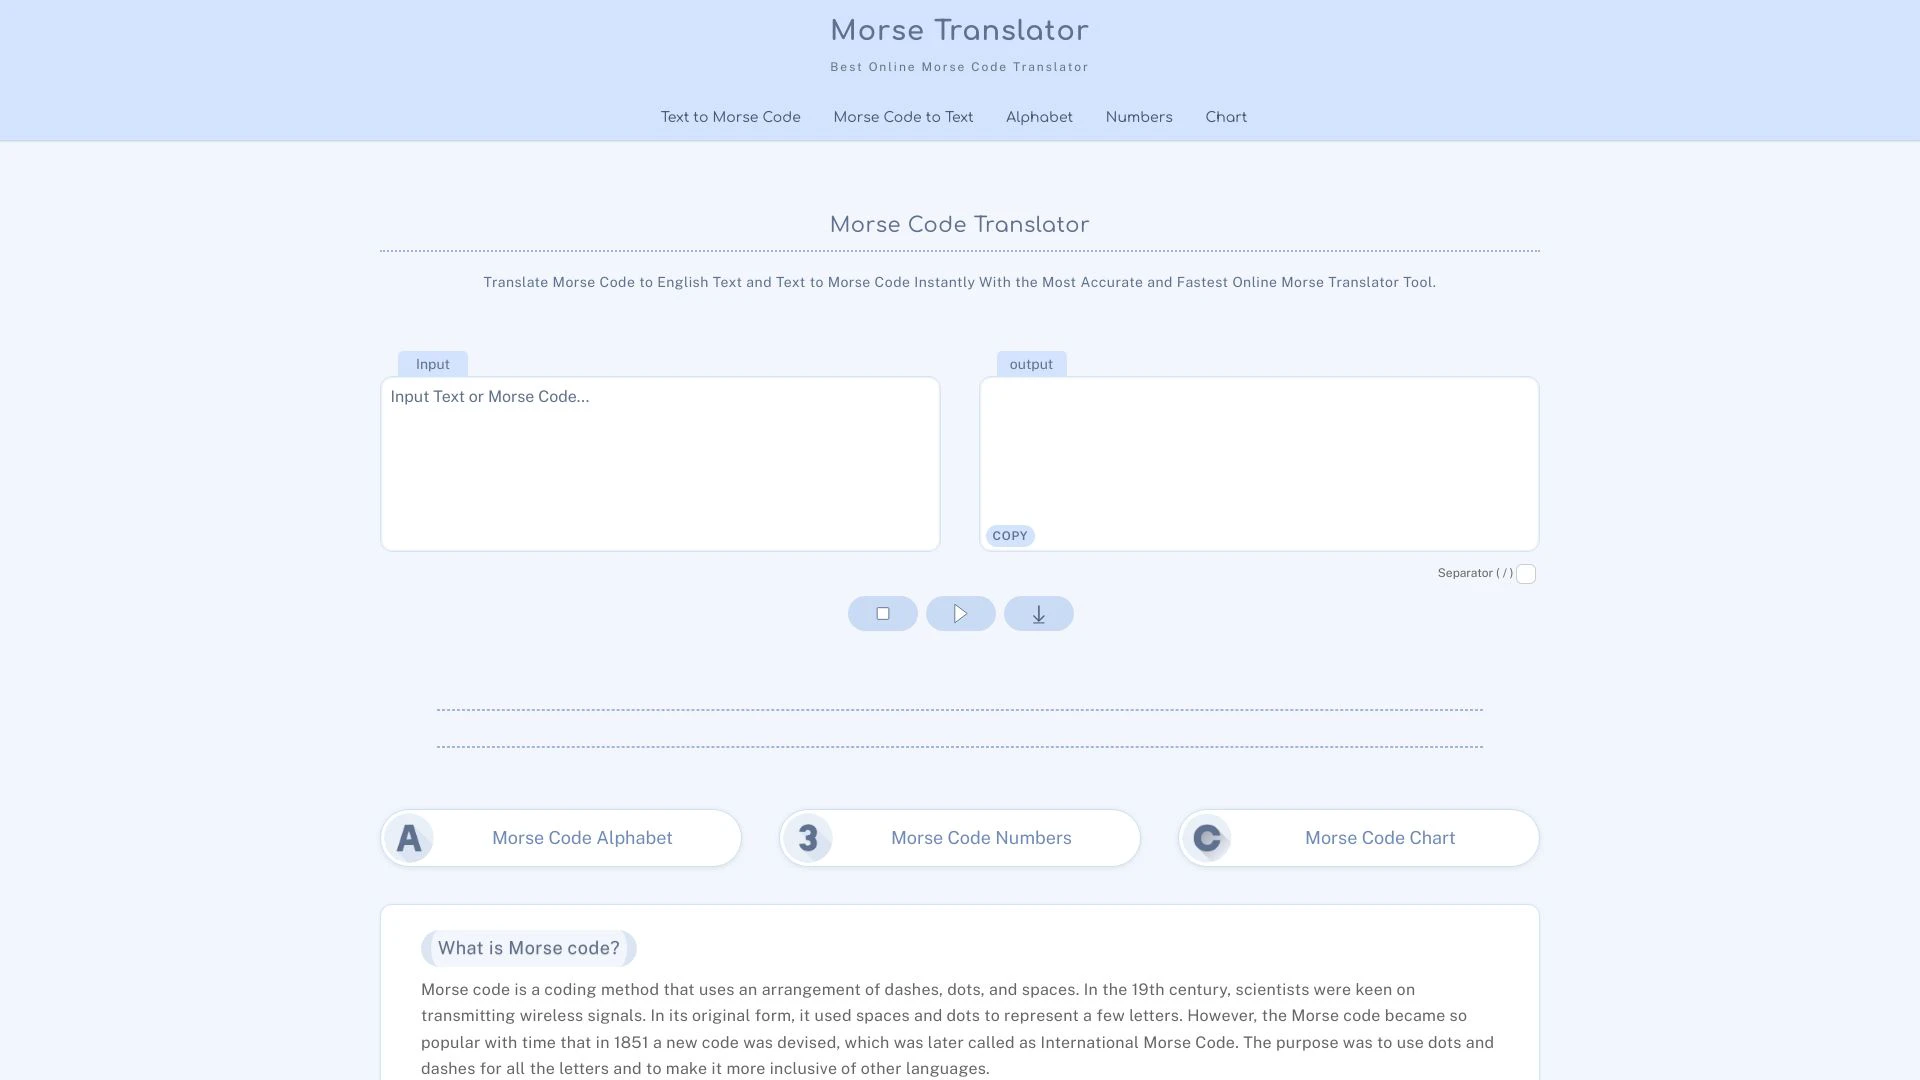 Morse Translator
Best Online Morse Code Translator
Text to Morse Code Morse Code to Text Alphabet Numbers Chart
Morse Code Translator
Translate Morse Code to English Text and Text to Morse Code Instantly With the Most Accurate and Fastest Online Morse Translator Tool.
Input
output
Input Text or Morse Code...
COPY
Separator ( / )
A Morse Code Alphabet
3 Morse Code Numbers
C Morse Code Chart
What is Morse code?
Morse code is a coding method that uses an arrangement of dashes, dots, and spaces. In the 19th century, scientists were keen on
transmitting wireless signals. In its original form, it used spaces and dots to represent a few letters. However, the Morse code became so
popular with time that in 1851 a new code was devised, which was later called as International Morse Code. The purpose was to use dots and
dashes for all the letters and to make it more inclusive of other languages.